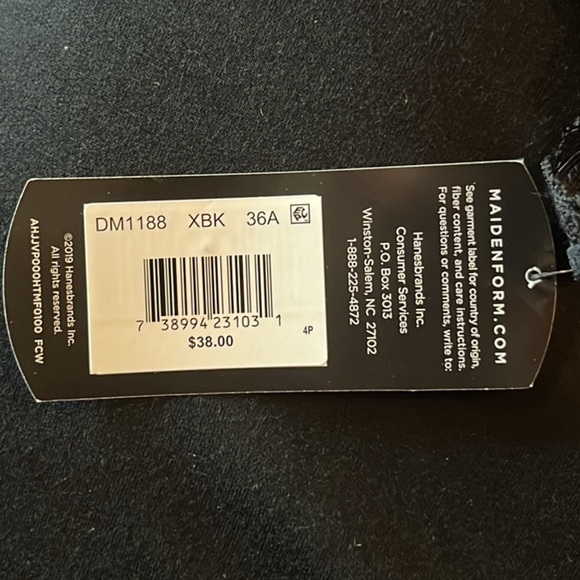 MAIDENFORM.COM
See garment label for country of origin,
fiber content, and care instructions.
For questions or comments, write to:
Hanesbrands Inc.
Consumer Services
P.O. Box 3013
Winston-Salem, NC 27102
1-888-225-4872
DM1188 XBK 36A
7 38994 23103 1
$38.00
4P
©2019 Hanesbrands Inc.
All rights reserved.
AHJJVP000HTMF0100 FCW